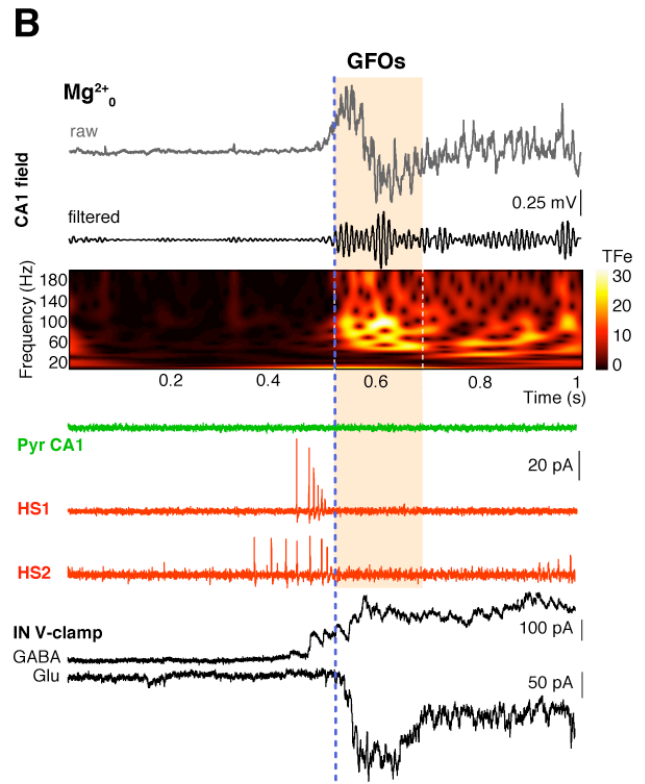 B
GFOs
Mg²⁺₀
raw
CA1 field
0.25 mV
filtered
TFe
Frequency (Hz)
180
140
100
60
20
30
20
10
0
0.2 0.4 0.6 0.8 1
Time (s)
Pyr CA1
20 pA
HS1
HS2
IN V-clamp
100 pA
GABA
Glu
50 pA